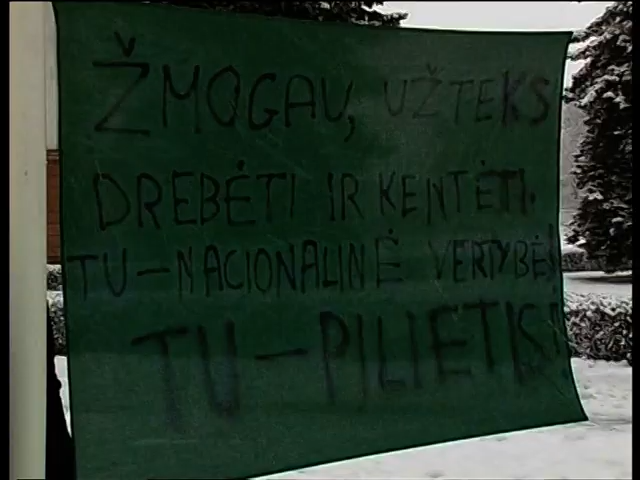 ŽMOGAU, UŽTEKS
DREBĖTI IR KENTĖTI.
TU-NACIONALINĖ VERTYBĖ!
TU-PILIETIS!